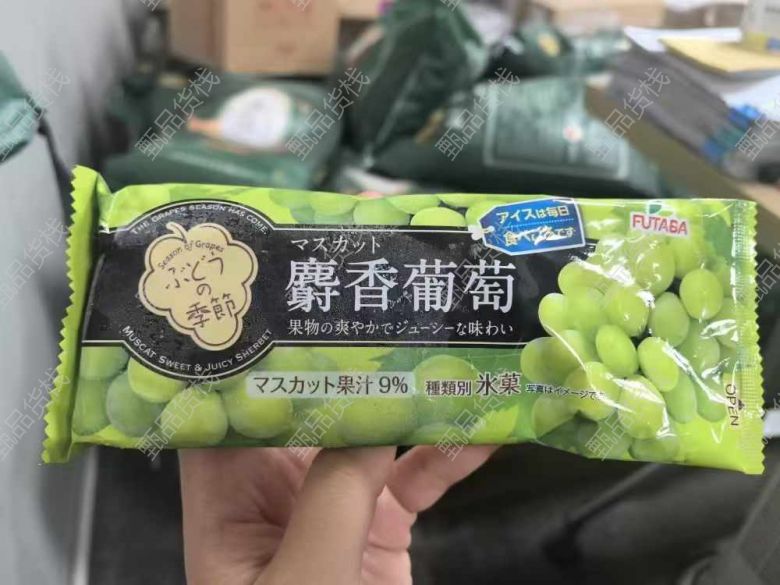 THE GRAPES SEASON HAS COME
Season of Grapes
ぶどう
の
季節
MUSCAT SWEET & JUICY SHERBET
マスカット
麝香葡萄
果物の爽やかでジューシーな味わい
アイスは毎日
食べごろです
FUTABA
マスカット果汁9%
種類別 氷菓
写真はイメージです
OPEN
甄品货栈